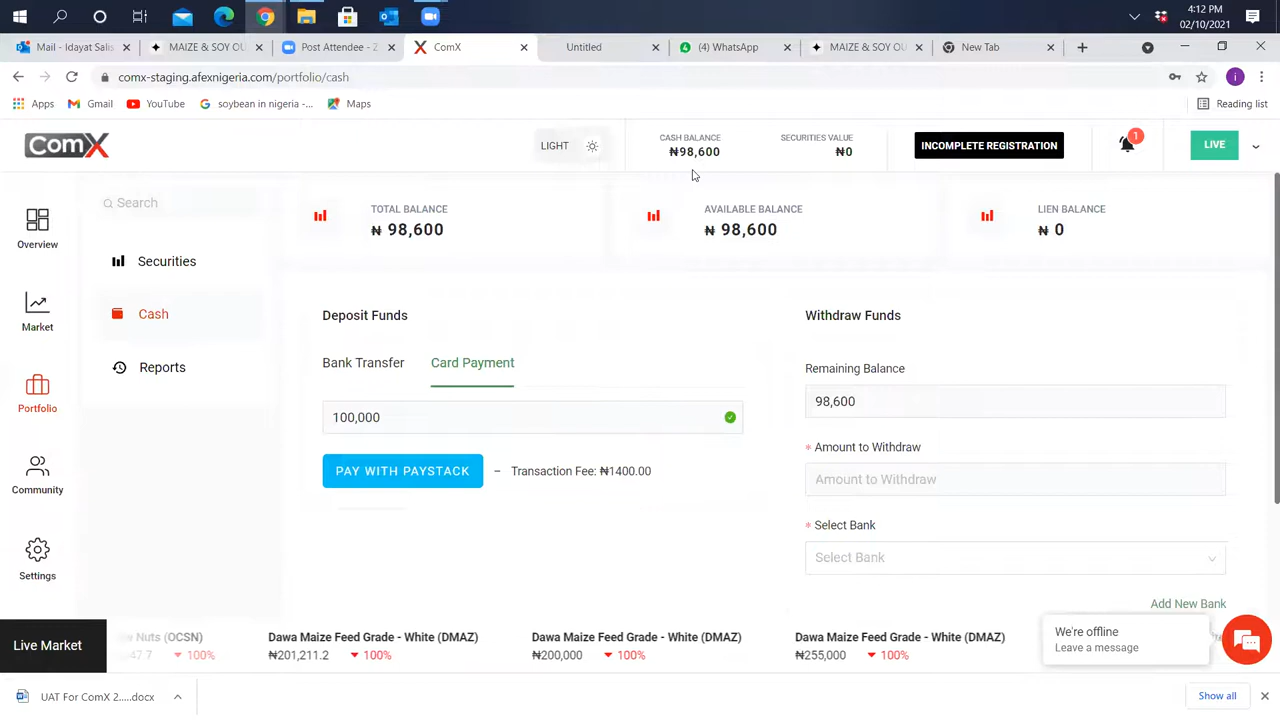 4:12 PM
02/10/2021
Mail - Idayat Salis
MAIZE & SOY OU
Post Attendee - Z
ComX
Untitled
(4) WhatsApp
MAIZE & SOY OU
New Tab
comx-staging.afexnigeria.com/portfolio/cash
i
Apps
Gmail
YouTube
soybean in nigeria -...
Maps
Reading list
ComX
LIGHT
CASH BALANCE
₦98,600
SECURITIES VALUE
₦0
INCOMPLETE REGISTRATION
1
LIVE
Search
TOTAL BALANCE
₦ 98,600
AVAILABLE BALANCE
₦ 98,600
LIEN BALANCE
₦ 0
Overview
Market
Portfolio
Community
Settings
Securities
Cash
Reports
Deposit Funds
Bank Transfer
Card Payment
100,000
PAY WITH PAYSTACK
– Transaction Fee: ₦1400.00
Withdraw Funds
Remaining Balance
98,600
* Amount to Withdraw
Amount to Withdraw
* Select Bank
Select Bank
Add New Bank
We're offline
Leave a message
Live Market
Nuts (OCSN)
47.7 100%
Dawa Maize Feed Grade - White (DMAZ)
₦201,211.2 100%
Dawa Maize Feed Grade - White (DMAZ)
₦200,000 100%
Dawa Maize Feed Grade - White (DMAZ)
₦255,000 100%
UAT For ComX 2.....docx
Show all